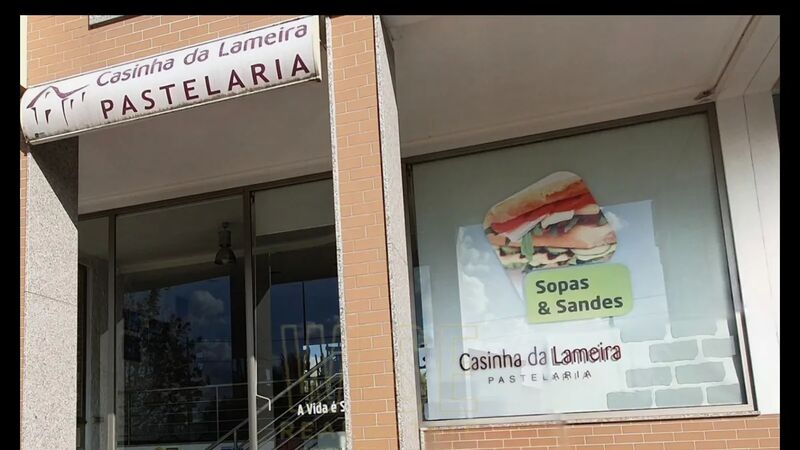 Casinha da Lameira
PASTELARIA
Sopas
& Sandes
Casinha da Lameira
PASTELARIA
A Vida é